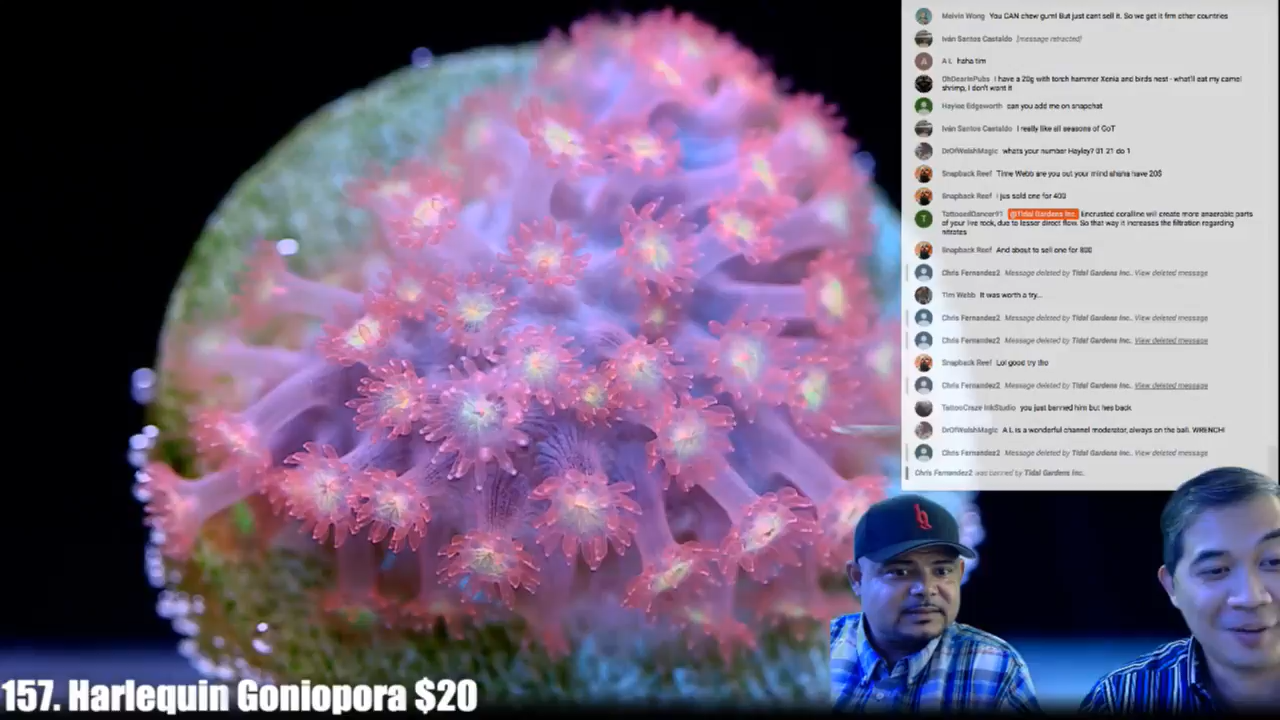 Melvin Wong You CAN chew gum! But just cant sell it. So we get it frm other countries
Iván Santos Castaldo [message retracted]
A L haha tim
OhDearImPubs I have a 20g with torch hammer Xenia and birds nest - what'll eat my camel
shrimp, I don't want it
Haylee Edgeworth can you add me on snapchat
Iván Santos Castaldo I really like all seasons of GoT
DrOfWelshMagic whats your number Hayley? 01 21 do 1
Snapback Reef Time Webb are you out your mind ahaha have 20$
Snapback Reef i jus sold one for 400
T TattooedDancer91 @Tidal Gardens Inc. Encrusted coralline will create more anaerobic parts
of your live rock, due to lesser direct flow. So that way it increases the filtration regarding
nitrates
Snapback Reef And about to sell one for 800
Chris Fernandez2 Message deleted by Tidal Gardens Inc.. View deleted message
Tim Webb It was worth a try...
Chris Fernandez2 Message deleted by Tidal Gardens Inc.. View deleted message
Chris Fernandez2 Message deleted by Tidal Gardens Inc.. View deleted message
Snapback Reef Lol good try tho
Chris Fernandez2 Message deleted by Tidal Gardens Inc.. View deleted message
TattooCraze InkStudio you just banned him but hes back
DrOfWelshMagic A L is a wonderful channel moderator, always on the ball. WRENCH!
Chris Fernandez2 Message deleted by Tidal Gardens Inc.. View deleted message
Chris Fernandez2 was banned by Tidal Gardens Inc.
157. Harlequin Goniopora $20